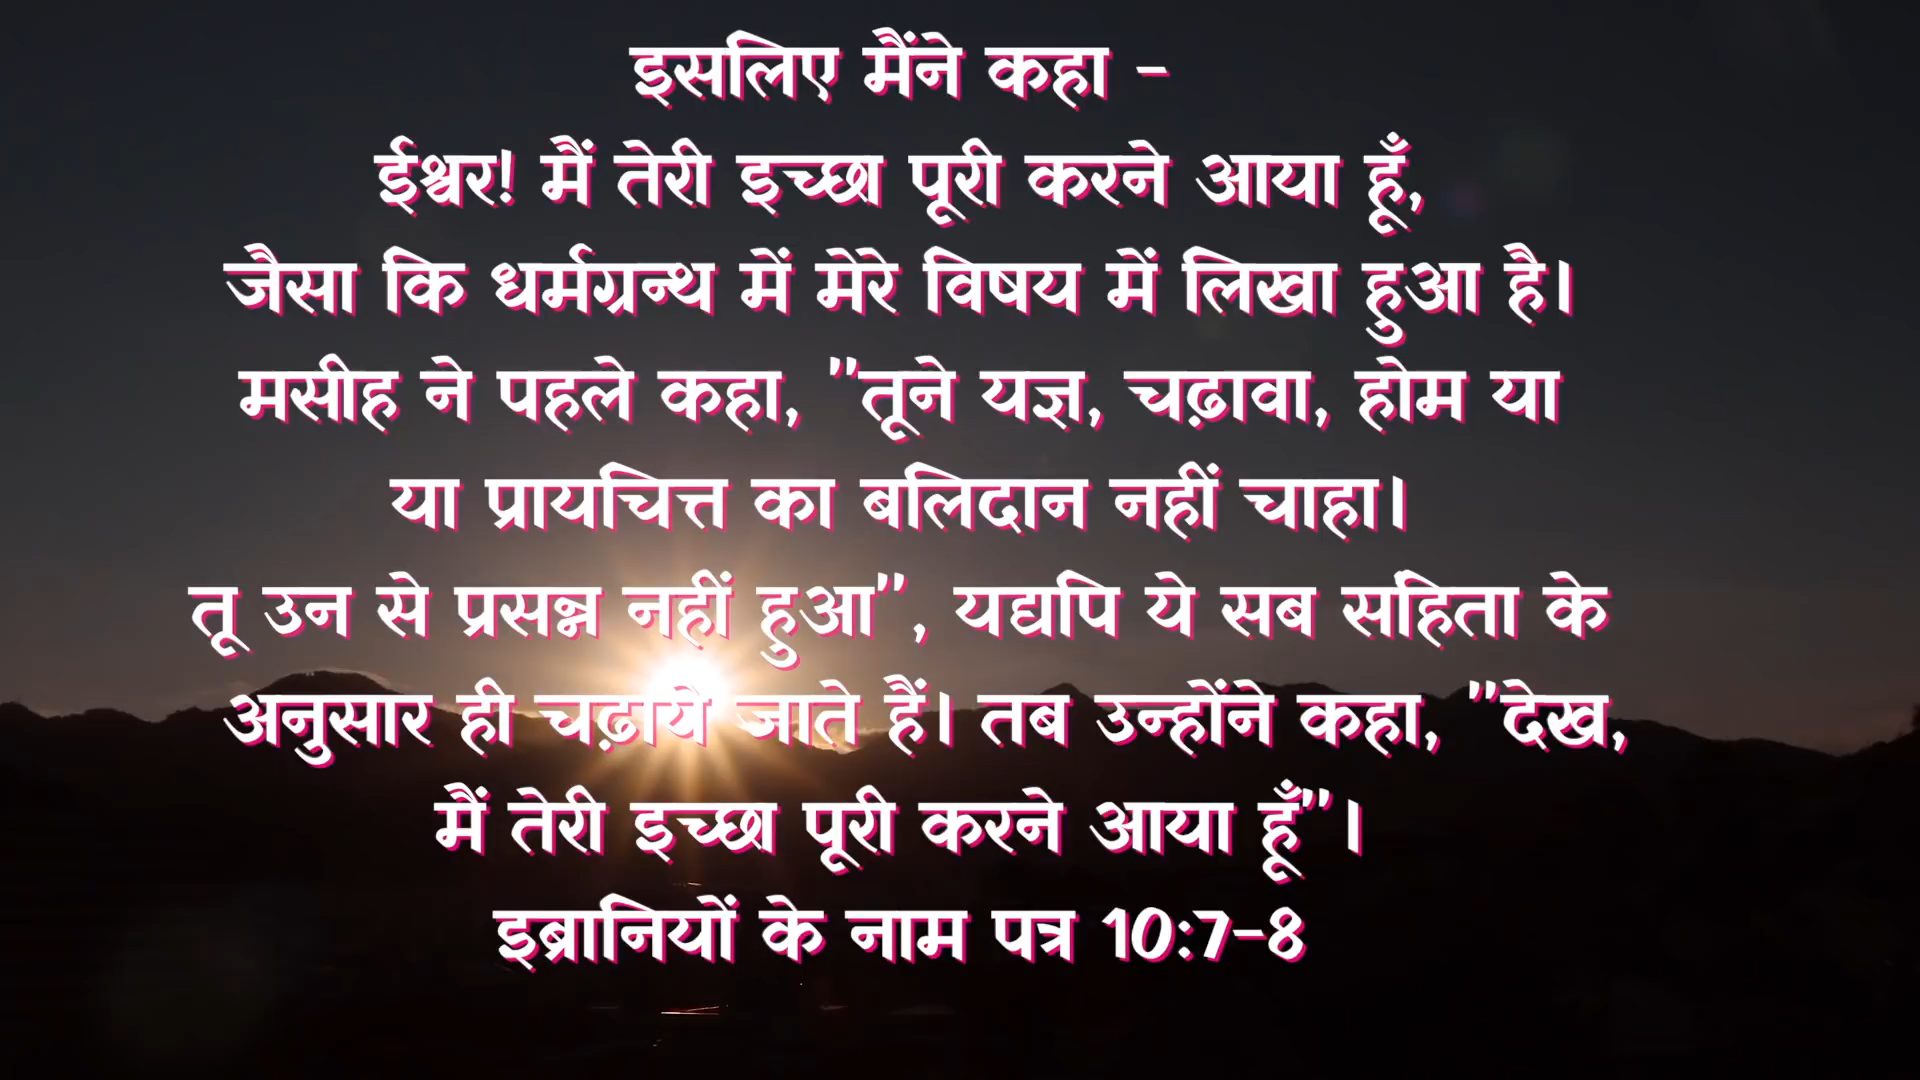 इसलिए मैंने कहा -
ईश्वर! मैं तेरी इच्छा पूरी करने आया हूँ,
जैसा कि धर्मग्रन्थ में मेरे विषय में लिखा हुआ है।
मसीह ने पहले कहा, "तूने यज्ञ, चढ़ावा, होम या
या प्रायचित्त का बलिदान नहीं चाहा।
तू उन से प्रसन्न नहीं हुआ", यद्यपि ये सब सहिता के
अनुसार ही चढ़ाये जाते हैं। तब उन्होंने कहा, "देख,
मैं तेरी इच्छा पूरी करने आया हूँ"।
इब्रानियों के नाम पत्र 10:7-8